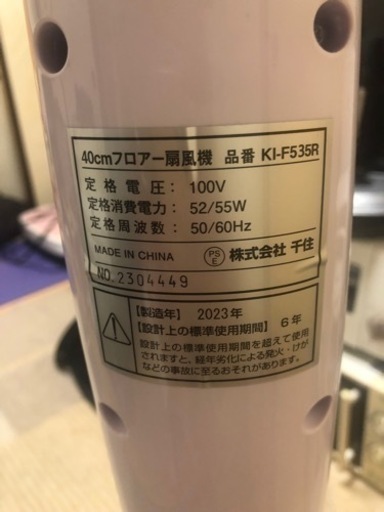 40cmフロアー扇風機 品番 KI-F535R
定格電圧: 100V
定格消費電力: 52/55W
定格周波数: 50/60Hz
MADE IN CHINA PSE 株式会社 千住
NO.2304449
【製造年】 2023年
【設計上の標準使用期間】 6年
設計上の標準使用期間を超えて使用
されますと、経年劣化による発火・けが
などの事故に至るおそれがあります。